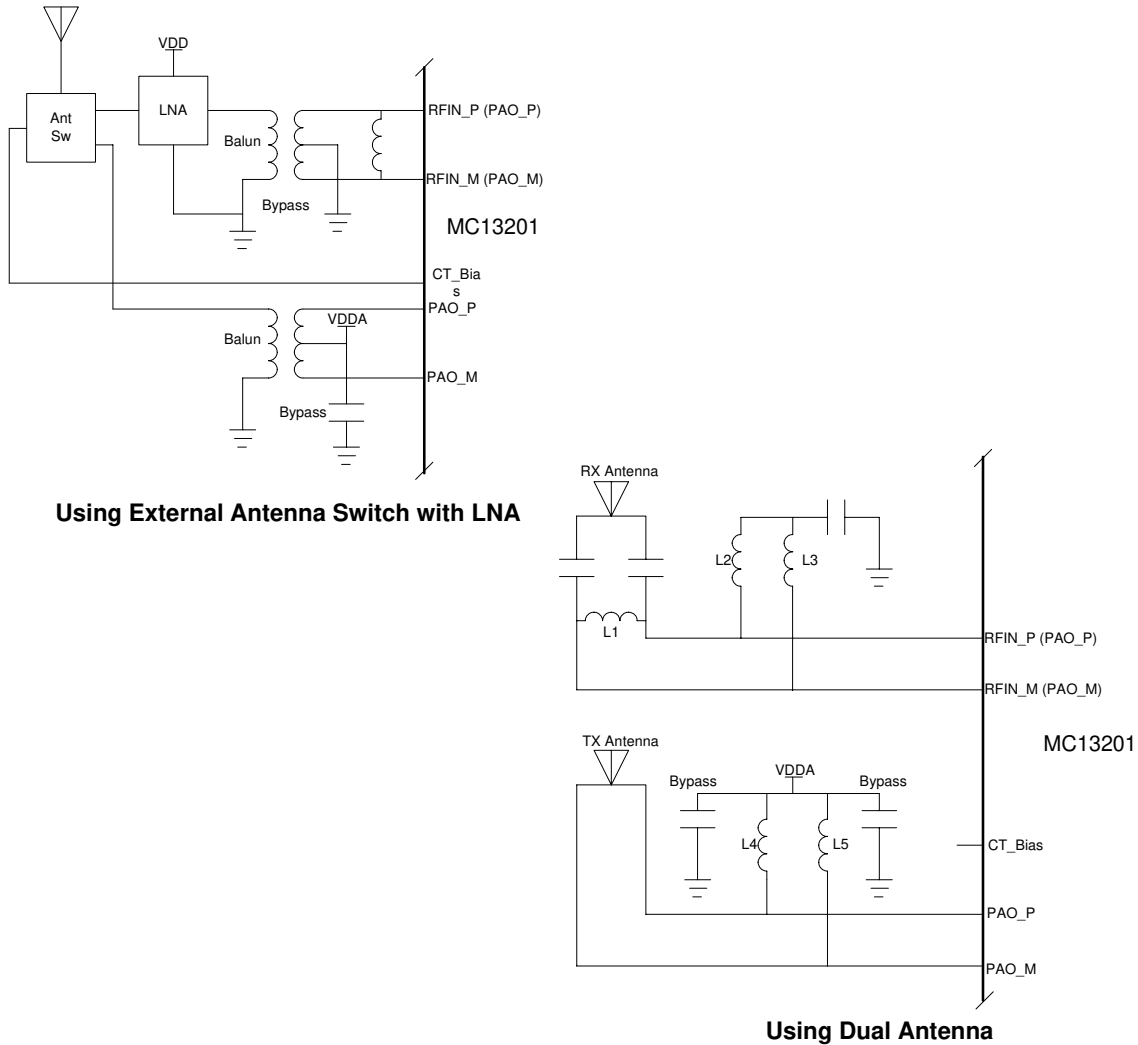 VDD
LNA
Ant
Sw
RFIN_P (PAO_P)
Balun
RFIN_M (PAO_M)
Bypass
MC13201
CT_Bia
s
PAO_P
VDDA
Balun
PAO_M
Bypass
Using External Antenna Switch with LNA
RX Antenna
L2
L3
L1
RFIN_P (PAO_P)
RFIN_M (PAO_M)
MC13201
TX Antenna
VDDA
Bypass
Bypass
L4
L5
CT_Bias
PAO_P
PAO_M
Using Dual Antenna